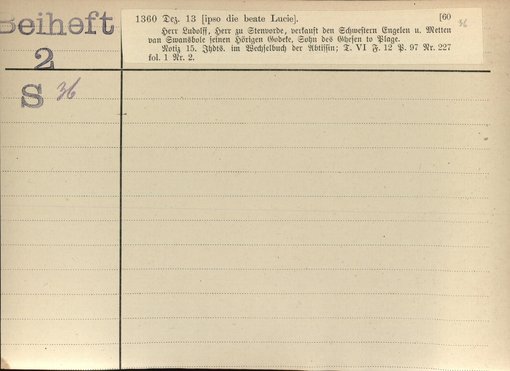 Beiheft
2
S 36
1360 Dez. 13 [ipso die beate Lucie]. [60
36
Herr Ludolff, Herr zu Stenvorde, verkauft den Schwestern Engelen u. Metten
van Swansbole seinen Hörigen Godeke, Sohn des Ghesen to Plage.
Notiz 15. Jhdts. im Wechselbuch der Äbtissin; T. VI F. 12 P. 97 Nr. 227
fol. 1 Nr. 2.